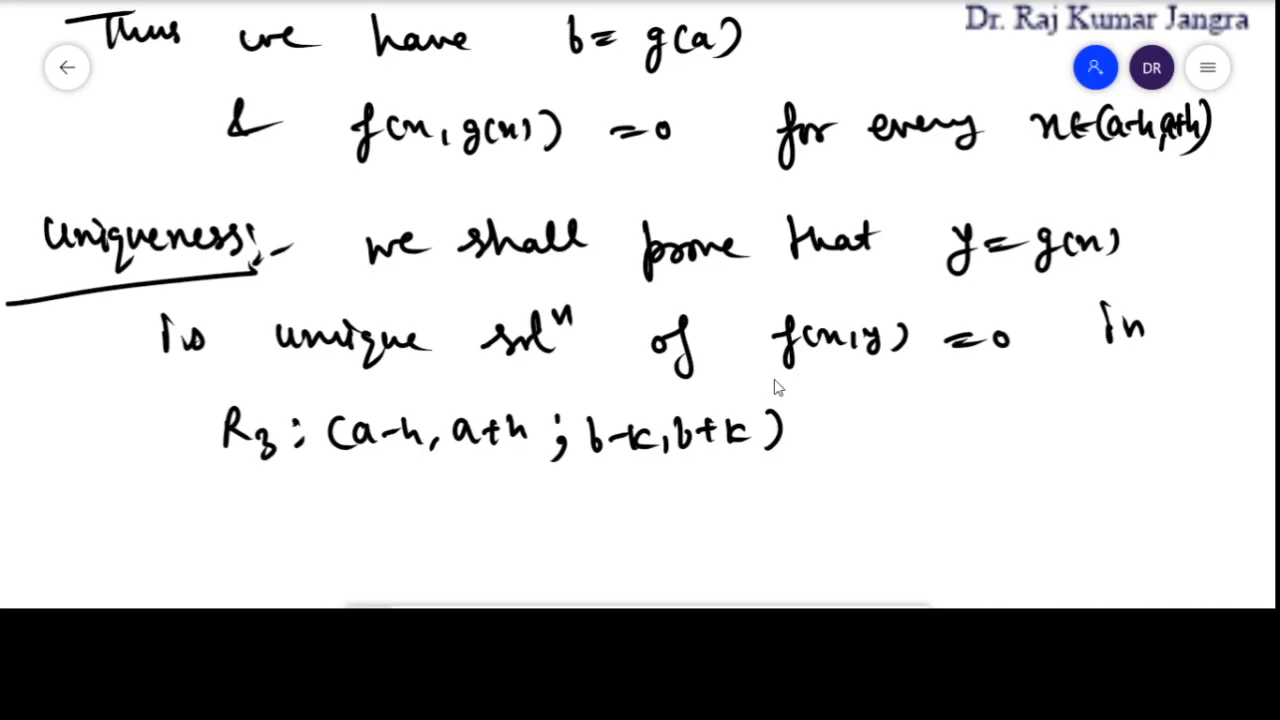 Dr. Raj Kumar Jangra
Thus we have b = g(a)
DR
& f(x, g(x)) = 0 for every x ∈ (a-h, a+h)
Uniqueness:- we shall prove that y = g(x)
is unique solⁿ of f(x, y) = 0 in
R₃ : (a-h, a+h ; b-k, b+k)